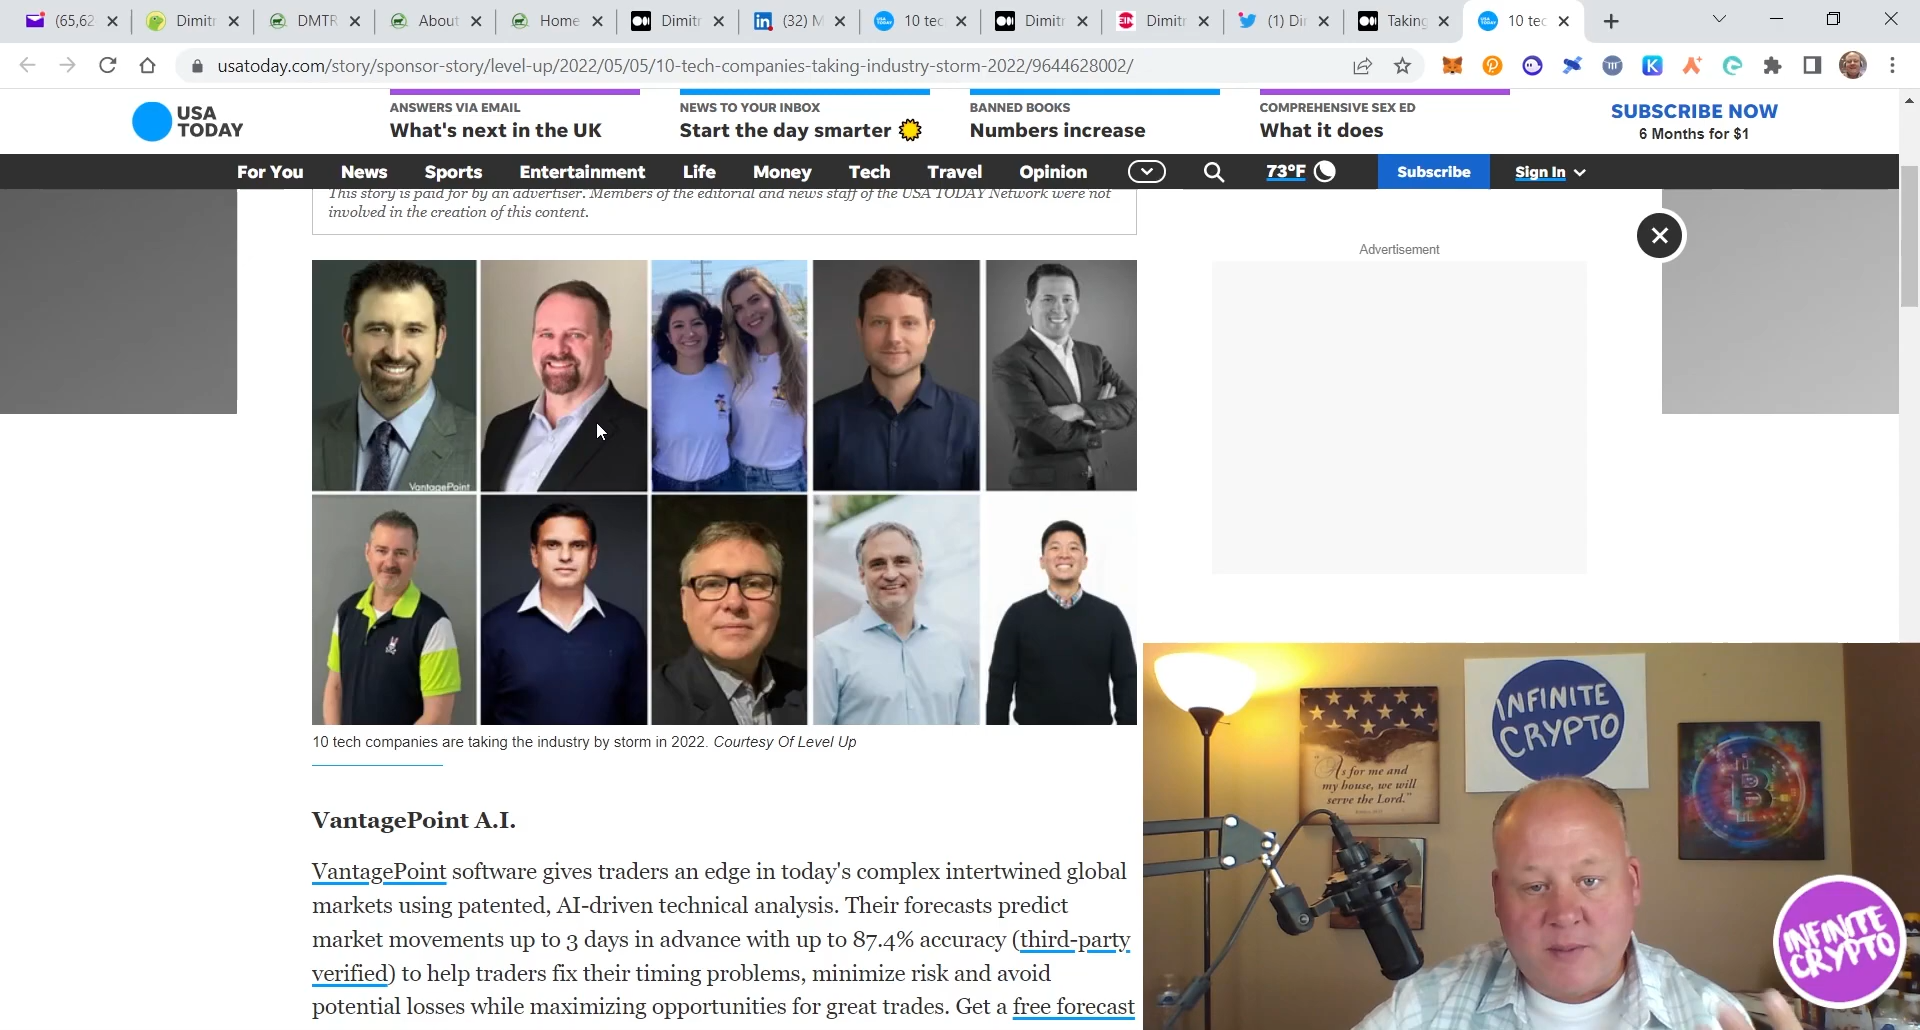 (65,62
Dimitr
DMTR
About
Home
Dimitr
(32) M
10 tec
Dimitr
EIN
Dimitr
(1) Di
Taking
10 tec
usatoday.com/story/sponsor-story/level-up/2022/05/05/10-tech-companies-taking-industry-storm-2022/9644628002/
USA
TODAY
ANSWERS VIA EMAIL
What's next in the UK
NEWS TO YOUR INBOX
Start the day smarter
BANNED BOOKS
Numbers increase
COMPREHENSIVE SEX ED
What it does
SUBSCRIBE NOW
6 Months for $1
For You News Sports Entertainment Life Money Tech Travel Opinion 73°F Subscribe Sign In
This story is paid for by an advertiser. Members of the editorial and news staff of the USA TODAY Network were not
involved in the creation of this content.
Advertisement
VantagePoint
10 tech companies are taking the industry by storm in 2022. Courtesy Of Level Up
VantagePoint A.I.
VantagePoint software gives traders an edge in today's complex intertwined global
markets using patented, AI-driven technical analysis. Their forecasts predict
market movements up to 3 days in advance with up to 87.4% accuracy (third-party
verified) to help traders fix their timing problems, minimize risk and avoid
potential losses while maximizing opportunities for great trades. Get a free forecast
"As for me and
my house, we will
serve the Lord."
INFINITE
CRYPTO
INFINITE
CRYPTO